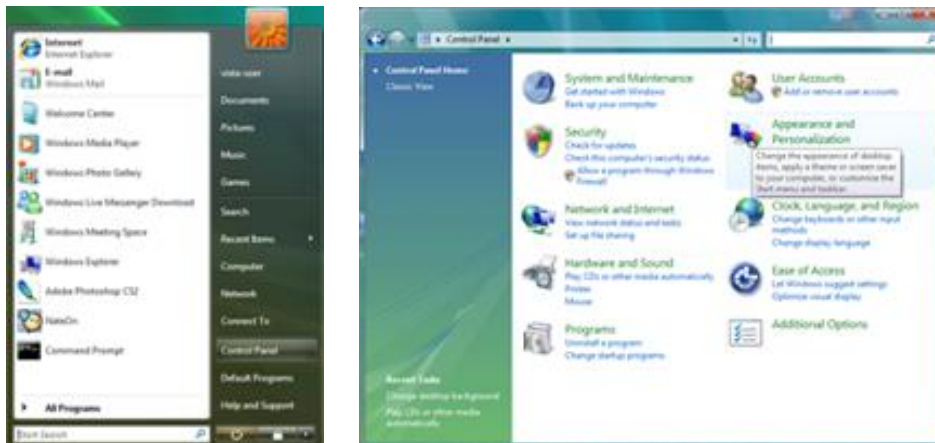 Internet
Internet Explorer
E-mail
Windows Mail
Welcome Center
Windows Media Player
Windows Photo Gallery
Windows Live Messenger Download
Windows Meeting Space
Windows Explorer
Adobe Photoshop CS2
NateOn
Command Prompt
All Programs
Start Search
vista user
Documents
Pictures
Music
Games
Search
Recent Items
Computer
Network
Connect To
Control Panel
Default Programs
Help and Support
Control Panel
Control Panel Home
Classic View
System and Maintenance
Get started with Windows
Back up your computer
Security
Check for updates
Check this computer's security status
Allow a program through Windows
Firewall
Network and Internet
View network status and tasks
Set up file sharing
Hardware and Sound
Play CDs or other media automatically
Printer
Mouse
Programs
Uninstall a program
Change startup programs
User Accounts
Add or remove user accounts
Appearance and
Personalization
Change the appearance of desktop
items, apply a theme or screen saver
to your computer, or customize the
Start menu and taskbar.
Clock, Language, and Region
Change keyboards or other input
methods
Change display language
Ease of Access
Let Windows suggest settings
Optimize visual display
Additional Options
Recent Tasks
Change desktop background
Play CDs or other media
automatically